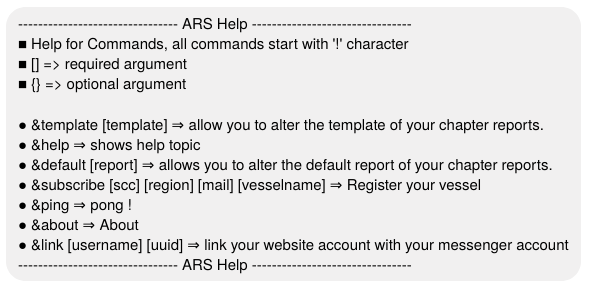 -------------------------------- ARS Help --------------------------------
■ Help for Commands, all commands start with '!' character
■ [] => required argument
■ {} => optional argument
● &template [template] ⇒ allow you to alter the template of your chapter reports.
● &help ⇒ shows help topic
● &default [report] ⇒ allows you to alter the default report of your chapter reports.
● &subscribe [scc] [region] [mail] [vesselname] ⇒ Register your vessel
● &ping ⇒ pong !
● &about ⇒ About
● &link [username] [uuid] ⇒ link your website account with your messenger account
-------------------------------- ARS Help --------------------------------